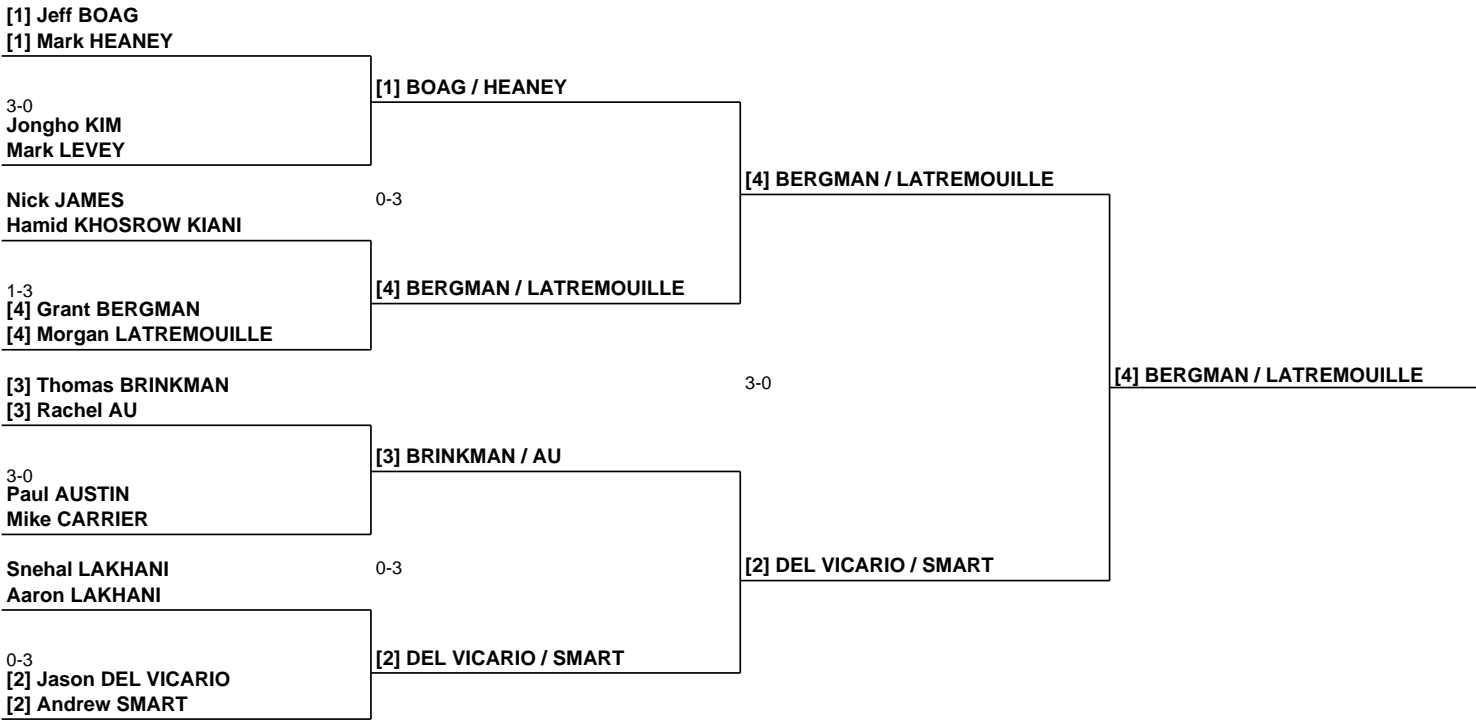 [1] Jeff BOAG
[1] Mark HEANEY
[1] BOAG / HEANEY
3-0
Jongho KIM
Mark LEVEY
[4] BERGMAN / LATREMOUILLE
Nick JAMES
0-3
Hamid KHOSROW KIANI
[4] BERGMAN / LATREMOUILLE
1-3
[4] Grant BERGMAN
[4] Morgan LATREMOUILLE
[4] BERGMAN / LATREMOUILLE
[3] Thomas BRINKMAN
3-0
[3] Rachel AU
[3] BRINKMAN / AU
3-0
Paul AUSTIN
Mike CARRIER
[2] DEL VICARIO / SMART
Snehal LAKHANI
0-3
Aaron LAKHANI
[2] DEL VICARIO / SMART
0-3
[2] Jason DEL VICARIO
[2] Andrew SMART